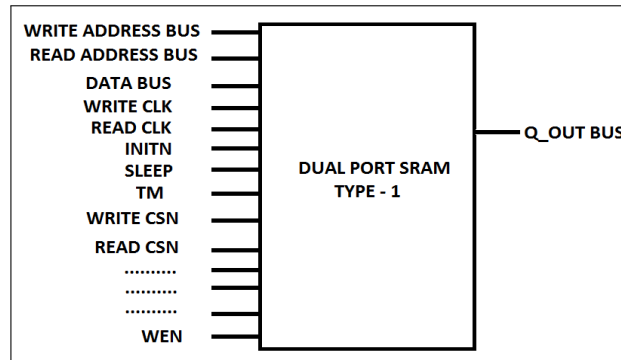 WRITE ADDRESS BUS
READ ADDRESS BUS
DATA BUS
WRITE CLK
READ CLK
INITN
SLEEP
TM
WRITE CSN
READ CSN
..........
..........
..........
WEN
DUAL PORT SRAM
TYPE - 1
Q_OUT BUS